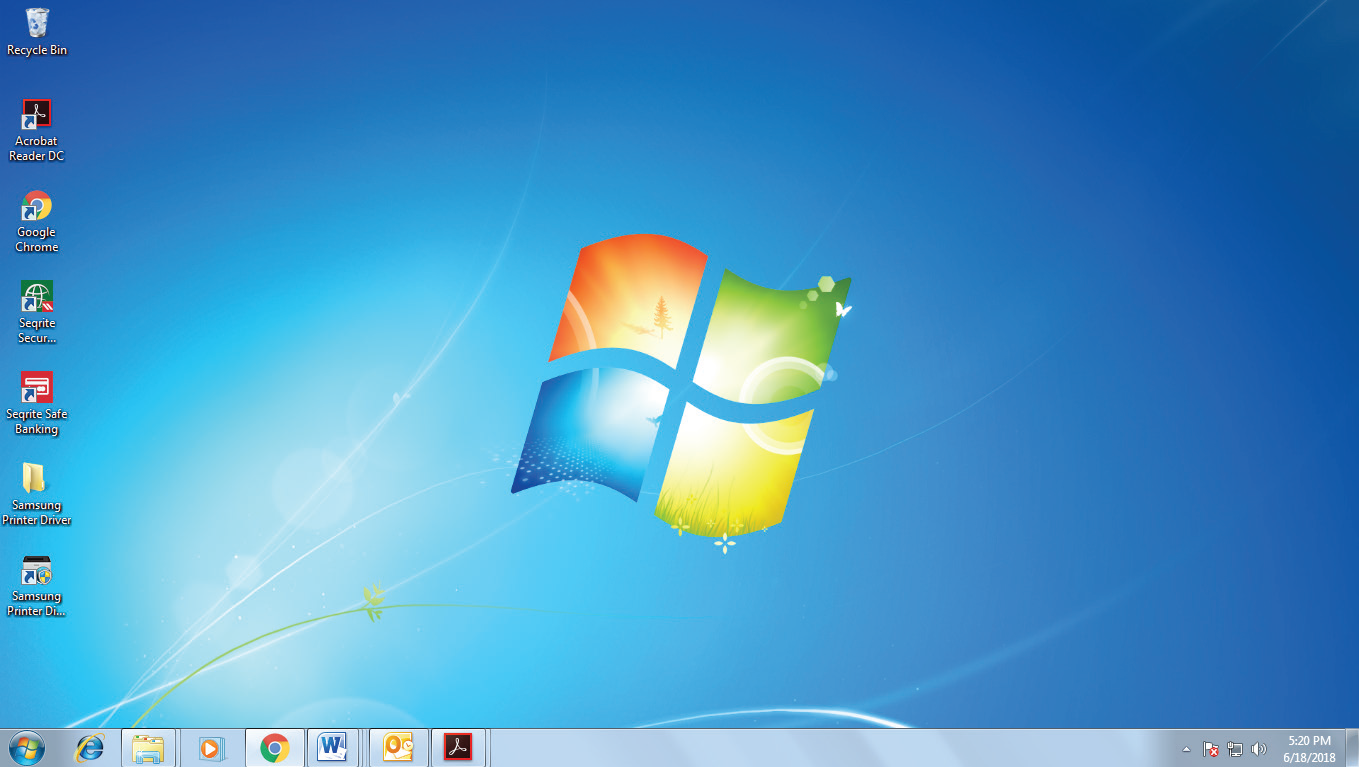 Recycle Bin
Acrobat
Reader DC
Google
Chrome
Seqrite
Secur...
Seqrite Safe
Banking
Samsung
Printer Driver
Samsung
Printer Di...
5:20 PM
6/18/2018